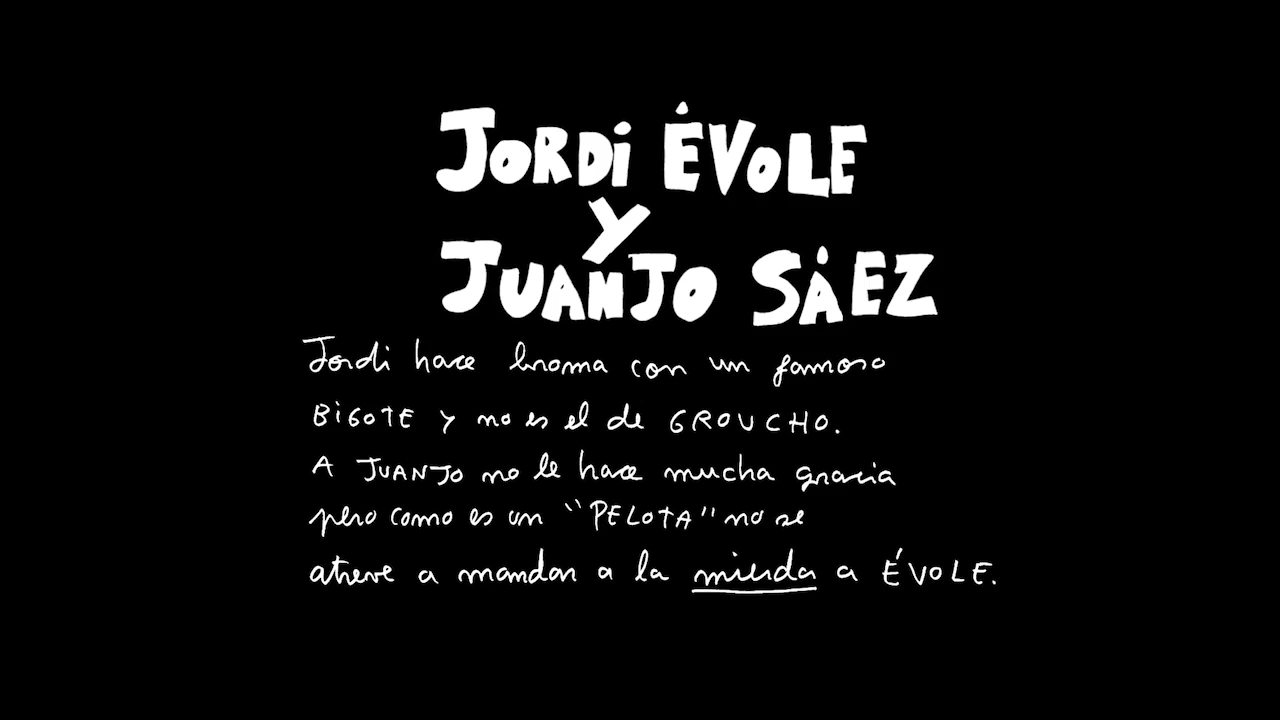 JORDi ÉVOLE
Y
JUANJO SÁEZ
Jordi hace broma con un famoso
BiGOTE y no es el de GROUCHO.
A JUANJO no le hace mucha gracia
pero como es un "PELOTA" no se
atreve a mandar a la mierda a ÉVOLE.